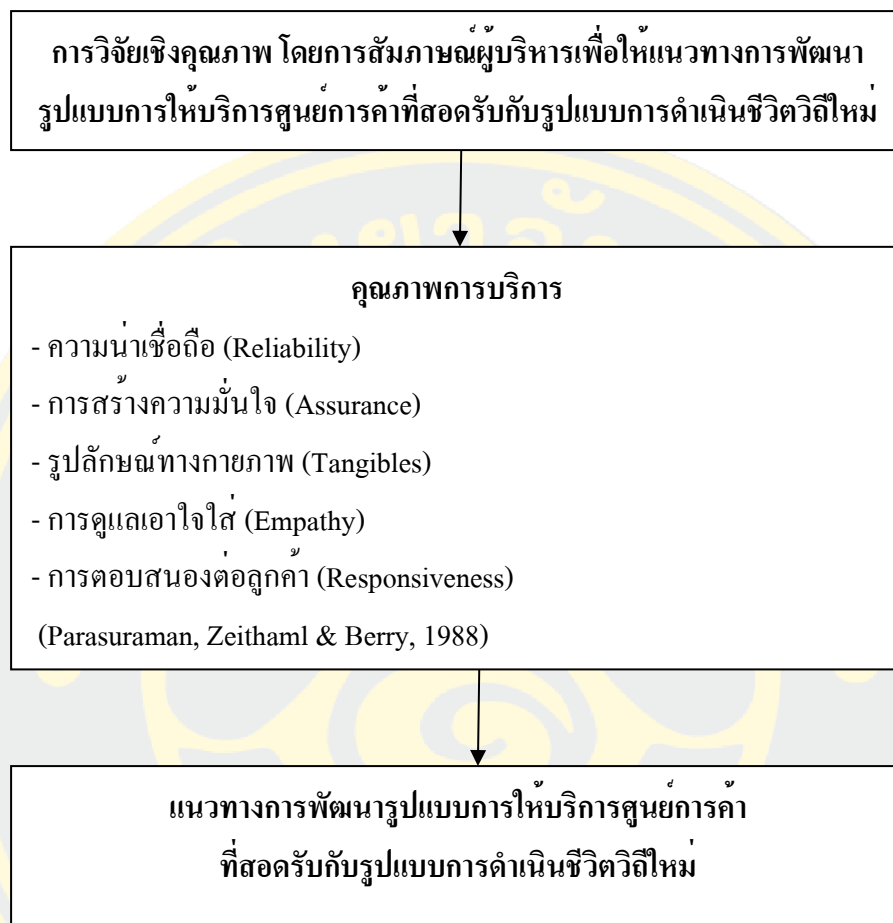 การวิจัยเชิงคุณภาพ โดยการสัมภาษณ์ผู้บริหารเพื่อให้แนวทางการพัฒนา
รูปแบบการให้บริการศูนย์การค้าที่สอดรับกับรูปแบบการดำเนินชีวิตวิถีใหม่
คุณภาพการบริการ
- ความน่าเชื่อถือ (Reliability)
- การสร้างความมั่นใจ (Assurance)
- รูปลักษณ์ทางกายภาพ (Tangibles)
- การดูแลเอาใจใส่ (Empathy)
- การตอบสนองต่อลูกค้า (Responsiveness)
(Parasuraman, Zeithaml & Berry, 1988)
แนวทางการพัฒนารูปแบบการให้บริการศูนย์การค้า
ที่สอดรับกับรูปแบบการดำเนินชีวิตวิถีใหม่